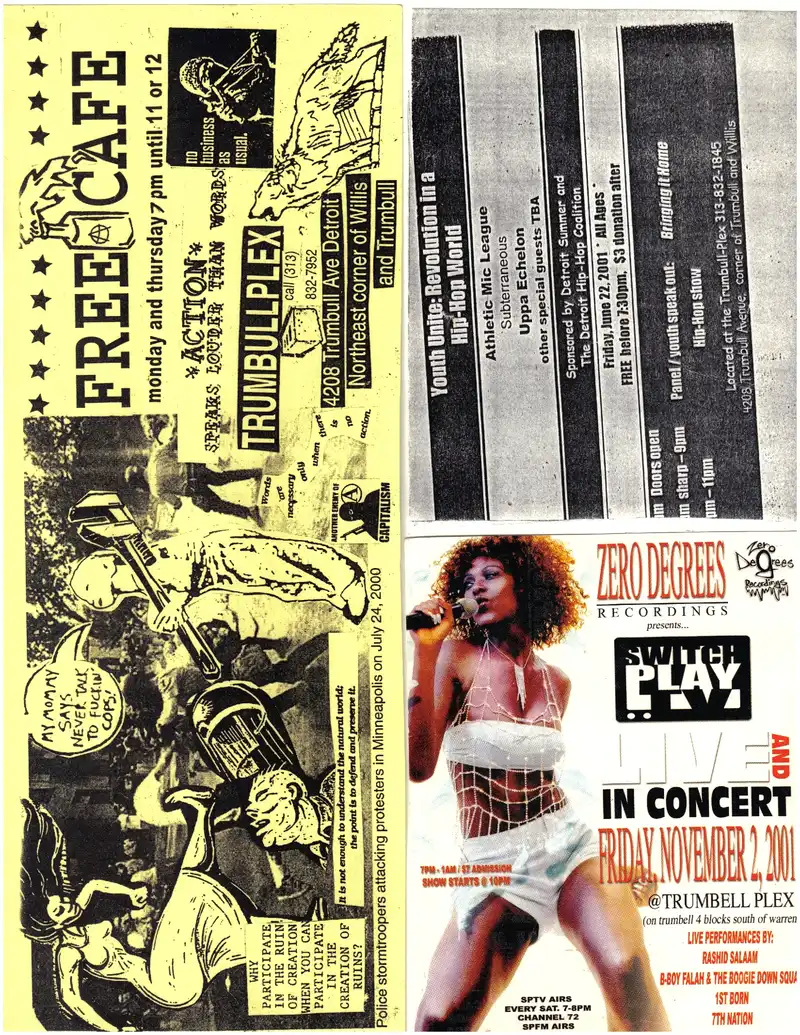 FREE CAFE
monday and thursday 7 pm until 11 or 12
no
business
as
usual.
*ACTION*
SPEAKS LOUDER THAN WORDS
TRUMBULLPLEX
call (313)
832-7952
4208 Trumbull Ave Detroit
Northeast corner of Willis
and Trumbull
Words
are
necessary
only
when there
is
no
action.
ANOTHER ENEMY OF
CAPITALISM
MY MOMMY
SAYS
NEVER TALK
TO FUCKIN'
COPS!
It is not enough to understand the natural world;
the point is to defend and preserve it.
WHY
PARTICIPATE
IN THE RUIN
OF CREATION
WHEN YOU CAN
PARTICIPATE
IN THE
CREATION OF
RUINS?
Police stormtroopers attacking protesters in Minneapolis on July 24, 2000
Youth Unite: Revolution in a
Hip-Hop World
Athletic Mic League
Subterraneous
Uppa Echelon
other special guests TBA
Sponsored by Detroit Summer and
The Detroit Hip-Hop Coalition
Friday, June 22, 2001 * All Ages *
FREE before 7:30pm, $3 donation after
Doors open
sharp – 9pm Panel / youth speak out: Bringing it Home
– 11pm Hip-Hop show
Located at the Trumbull-Plex 313-832-1845
4208 Trumbull Avenue, corner of Trumbull and Willis
ZERO DEGREES
RECORDINGS
presents...
Zero
Degrees
Recordings
SWITCH
PLAY
TV
LIVE AND
IN CONCERT
FRIDAY, NOVEMBER 2, 2001
7PM - 1AM / $7 ADMISSION
SHOW STARTS @ 10PM
@TRUMBELL PLEX
(on trumbell 4 blocks south of warren
LIVE PERFORMANCES BY:
RASHID SALAAM
B-BOY FALAH & THE BOOGIE DOWN SQUA
1ST BORN
7TH NATION
SPTV AIRS
EVERY SAT. 7-8PM
CHANNEL 72
SPFM AIRS